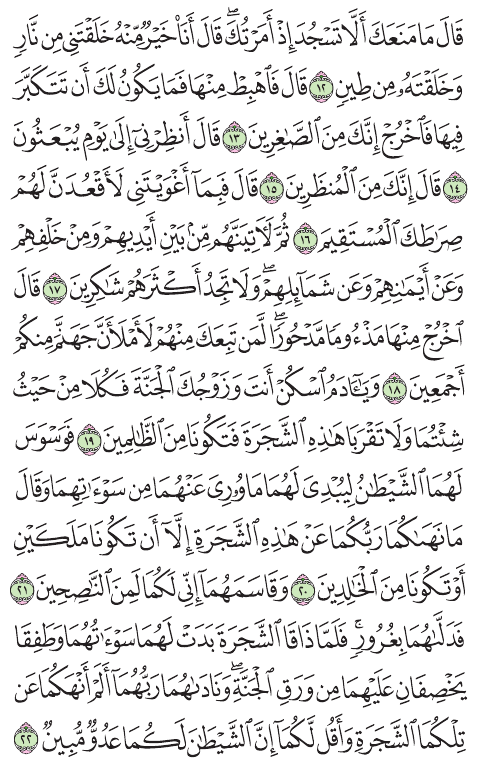 قَالَ مَا مَنَعَكَ أَلَّا تَسْجُدَ إِذْ أَمَرْتُكَ ۖ قَالَ أَنَا۠ خَيْرٌ مِّنْهُ خَلَقْتَنِى مِن نَّارٍ
وَخَلَقْتَهُۥ مِن طِينٍ ١٢ قَالَ فَٱهْبِطْ مِنْهَا فَمَا يَكُونُ لَكَ أَن تَتَكَبَّرَ
فِيهَا فَٱخْرُجْ إِنَّكَ مِنَ ٱلصَّٰغِرِينَ ١٣ قَالَ أَنظِرْنِىٓ إِلَىٰ يَوْمِ يُبْعَثُونَ
١٤ قَالَ إِنَّكَ مِنَ ٱلْمُنظَرِينَ ١٥ قَالَ فَبِمَآ أَغْوَيْتَنِى لَأَقْعُدَنَّ لَهُمْ
صِرَٰطَكَ ٱلْمُسْتَقِيمَ ١٦ ثُمَّ لَءَاتِيَنَّهُم مِّنۢ بَيْنِ أَيْدِيهِمْ وَمِنْ خَلْفِهِمْ
وَعَنْ أَيْمَٰنِهِمْ وَعَن شَمَآئِلِهِمْ ۖ وَلَا تَجِدُ أَكْثَرَهُمْ شَٰكِرِينَ ١٧ قَالَ
ٱخْرُجْ مِنْهَا مَذْءُومًا مَّدْحُورًا ۖ لَّمَن تَبِعَكَ مِنْهُمْ لَأَمْلَأَنَّ جَهَنَّمَ مِنكُمْ
أَجْمَعِينَ ١٨ وَيَٰٓـَٔادَمُ ٱسْكُنْ أَنتَ وَزَوْجُكَ ٱلْجَنَّةَ فَكُلَا مِنْ حَيْثُ
شِئْتُمَا وَلَا تَقْرَبَا هَٰذِهِ ٱلشَّجَرَةَ فَتَكُونَا مِنَ ٱلظَّٰلِمِينَ ١٩ فَوَسْوَسَ
لَهُمَا ٱلشَّيْطَٰنُ لِيُبْدِىَ لَهُمَا مَا وُۥرِىَ عَنْهُمَا مِن سَوْءَٰتِهِمَا وَقَالَ
مَا نَهَىٰكُمَا رَبُّكُمَا عَنْ هَٰذِهِ ٱلشَّجَرَةِ إِلَّآ أَن تَكُونَا مَلَكَيْنِ
أَوْ تَكُونَا مِنَ ٱلْخَٰلِدِينَ ٢٠ وَقَاسَمَهُمَآ إِنِّى لَكُمَا لَمِنَ ٱلنَّٰصِحِينَ ٢١
فَدَلَّىٰهُمَا بِغُرُورٍ ۚ فَلَمَّا ذَاقَا ٱلشَّجَرَةَ بَدَتْ لَهُمَا سَوْءَٰتُهُمَا وَطَفِقَا
يَخْصِفَانِ عَلَيْهِمَا مِن وَرَقِ ٱلْجَنَّةِ ۖ وَنَادَىٰهُمَا رَبُّهُمَآ أَلَمْ أَنْهَكُمَا عَن
تِلْكُمَا ٱلشَّجَرَةِ وَأَقُل لَّكُمَآ إِنَّ ٱلشَّيْطَٰنَ لَكُمَا عَدُوٌّ مُّبِينٌ ٢٢